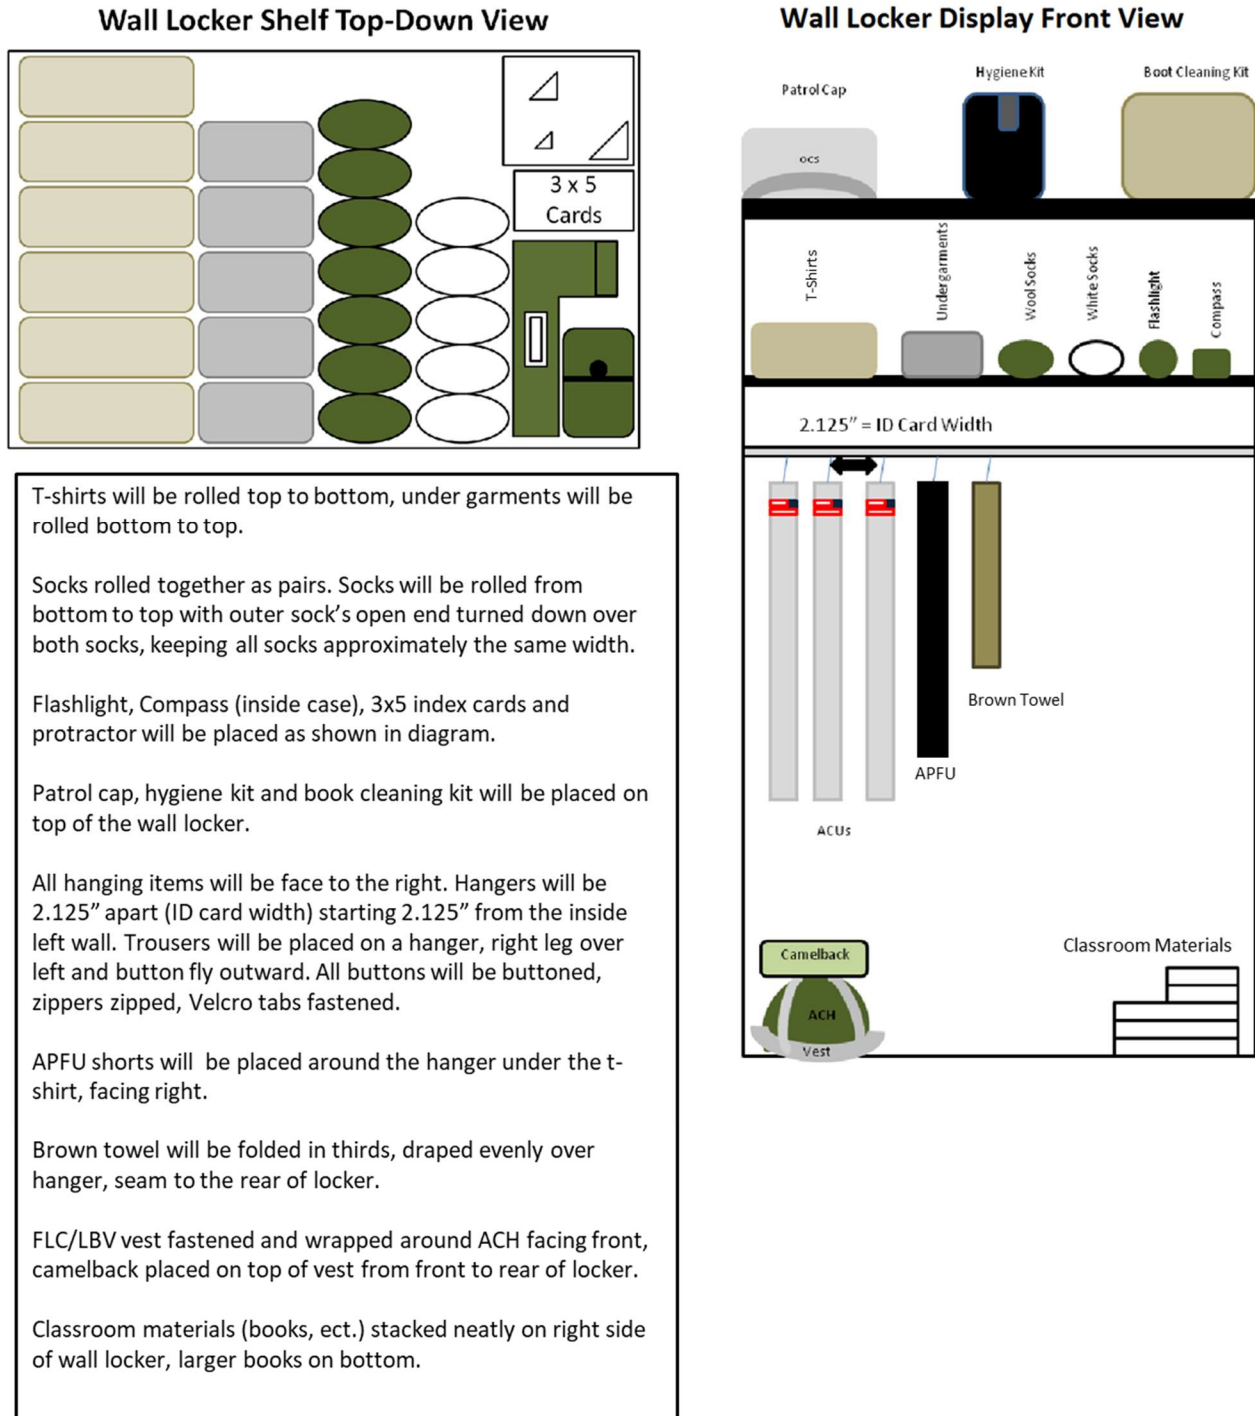 Wall Locker Shelf Top-Down View
3 x 5
Cards
T-shirts will be rolled top to bottom, under garments will be
rolled bottom to top.
Socks rolled together as pairs. Socks will be rolled from
bottom to top with outer sock's open end turned down over
both socks, keeping all socks approximately the same width.
Flashlight, Compass (inside case), 3x5 index cards and
protractor will be placed as shown in diagram.
Patrol cap, hygiene kit and book cleaning kit will be placed on
top of the wall locker.
All hanging items will be face to the right. Hangers will be
2.125" apart (ID card width) starting 2.125" from the inside
left wall. Trousers will be placed on a hanger, right leg over
left and button fly outward. All buttons will be buttoned,
zippers zipped, Velcro tabs fastened.
APFU shorts will be placed around the hanger under the t-
shirt, facing right.
Brown towel will be folded in thirds, draped evenly over
hanger, seam to the rear of locker.
FLC/LBV vest fastened and wrapped around ACH facing front,
camelback placed on top of vest from front to rear of locker.
Classroom materials (books, ect.) stacked neatly on right side
of wall locker, larger books on bottom.
Wall Locker Display Front View
Patrol Cap
Hygiene Kit
Boot Cleaning Kit
OCS
T-Shirts
Undergarments
Wool Socks
White Socks
Flashlight
Compass
2.125" = ID Card Width
Brown Towel
APFU
ACUs
Camelback
ACH
Vest
Classroom Materials